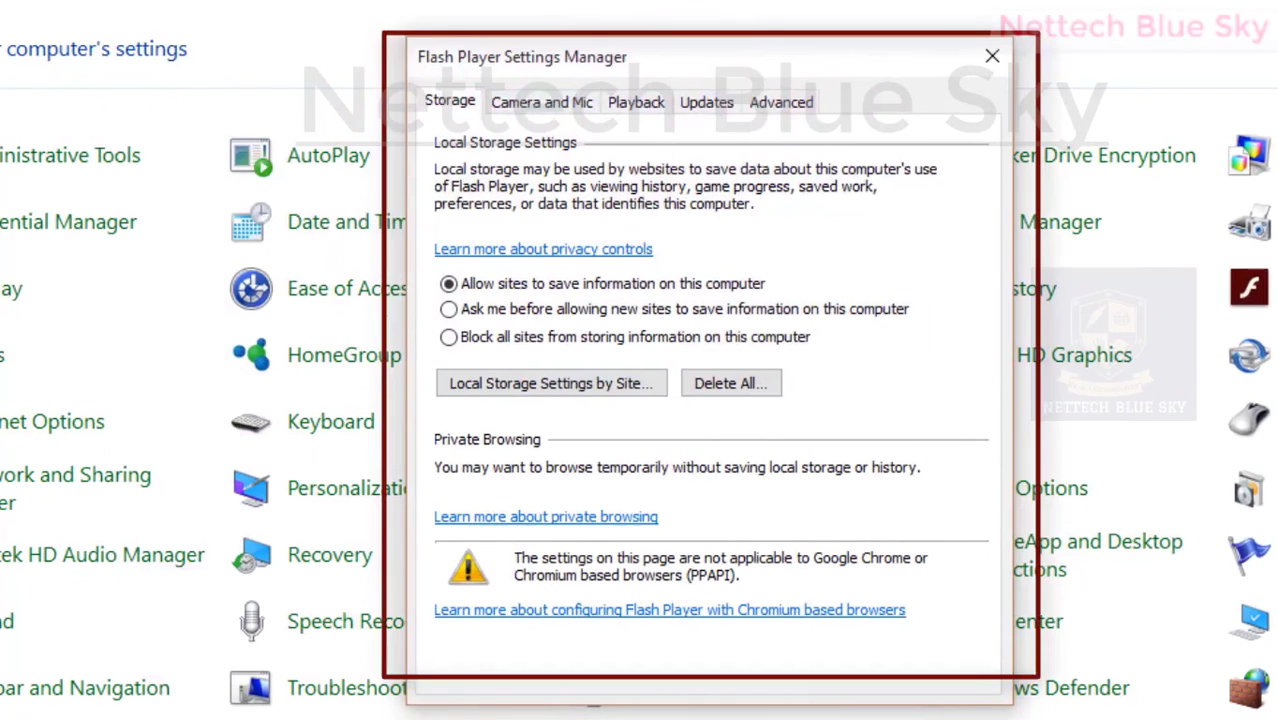 Nettech Blue Sky
r computer's settings
Flash Player Settings Manager
Nettech Blue Sky
Storage
Camera and Mic
Playback
Updates
Advanced
Local Storage Settings
Local storage may be used by websites to save data about this computer's use
of Flash Player, such as viewing history, game progress, saved work,
preferences, or data that identifies this computer.
Learn more about privacy controls
Allow sites to save information on this computer
Ask me before allowing new sites to save information on this computer
Block all sites from storing information on this computer
Local Storage Settings by Site...
Delete All...
Private Browsing
You may want to browse temporarily without saving local storage or history.
Learn more about private browsing
The settings on this page are not applicable to Google Chrome or
Chromium based browsers (PPAPI).
Learn more about configuring Flash Player with Chromium based browsers
inistrative Tools
AutoPlay
ker Drive Encryption
ential Manager
Date and Tim
Manager
ay
Ease of Acces
story
s
HomeGroup
HD Graphics
NETTECH BLUE SKY
net Options
Keyboard
work and Sharing
er
Personalizati
Options
tek HD Audio Manager
Recovery
eApp and Desktop
ctions
d
Speech Reco
enter
bar and Navigation
Troubleshoot
ws Defender